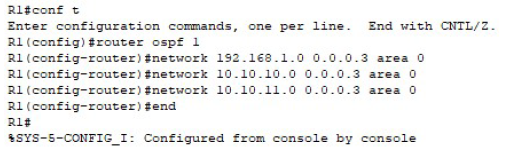 R1#conf t
Enter configuration commands, one per line.  End with CNTL/Z.
R1(config)#router ospf 1
R1(config-router)#network 192.168.1.0 0.0.0.3 area 0
R1(config-router)#network 10.10.10.0 0.0.0.3 area 0
R1(config-router)#network 10.10.11.0 0.0.0.3 area 0
R1(config-router)#end
R1#
%SYS-5-CONFIG_I: Configured from console by console